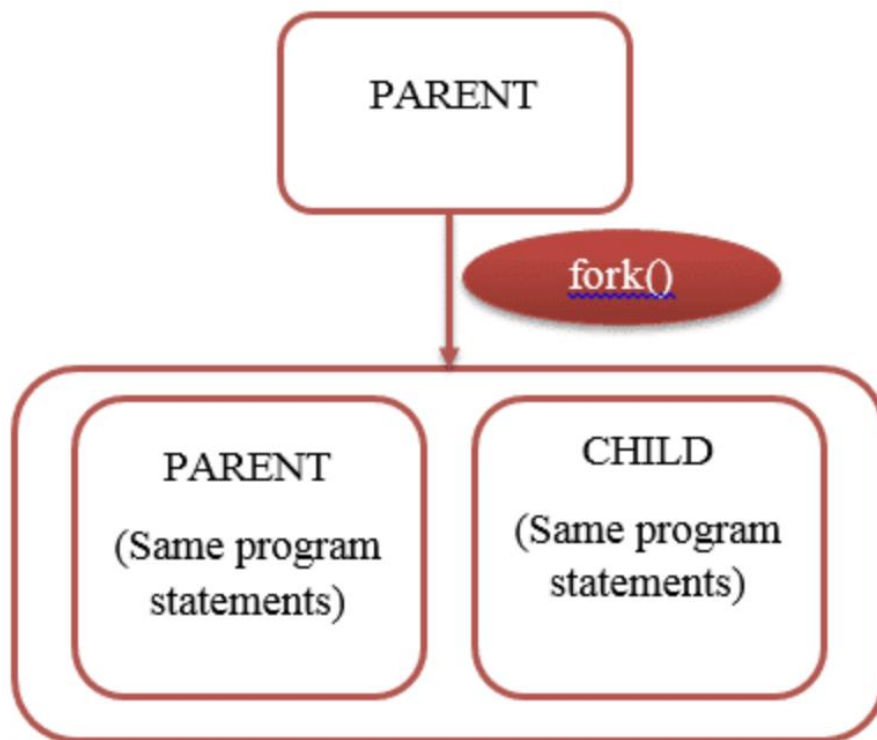 PARENT
fork()
PARENT
(Same program
statements)
CHILD
(Same program
statements)